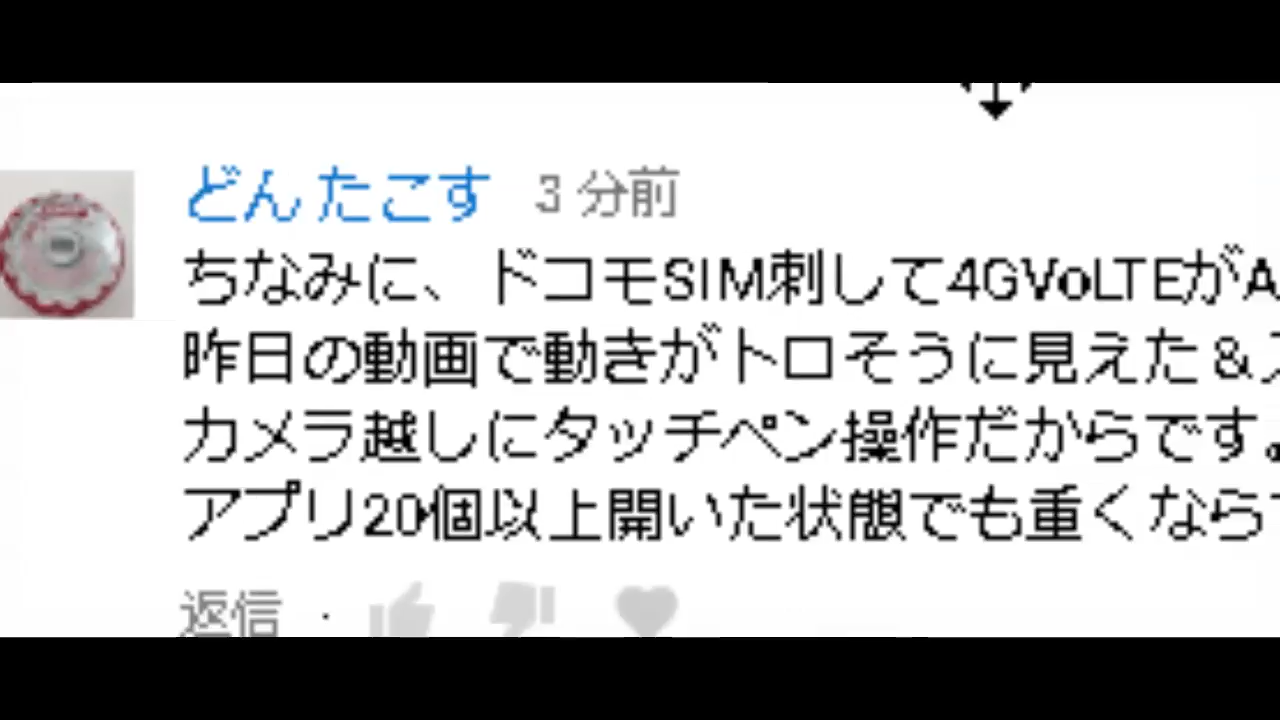 どんたこす 3 分前
ちなみに、ドコモSIM刺して4GVoLTEがA
昨日の動画で動きがトロそうに見えた＆ス
カメラ越しにタッチペン操作だからです。
アプリ20個以上開いた状態でも重くなら
返信 ·